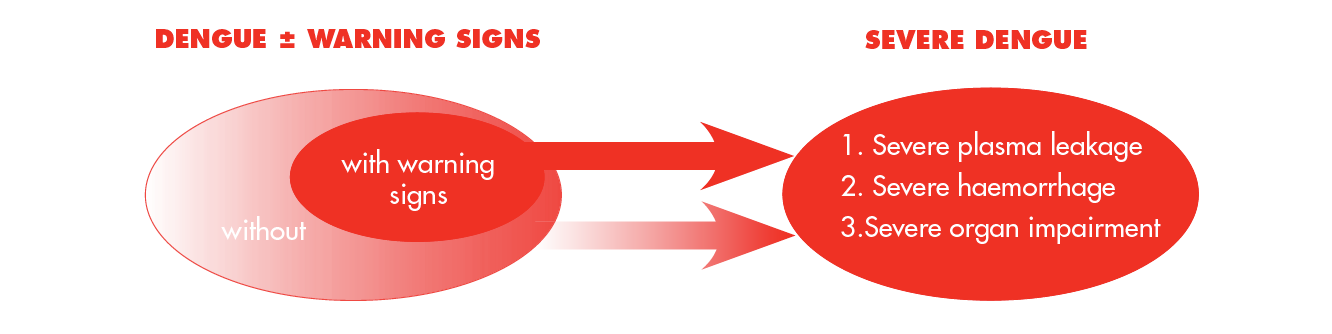 DENGUE ± WARNING SIGNS
SEVERE DENGUE
with warning
signs
without
1. Severe plasma leakage
2. Severe haemorrhage
3.Severe organ impairment